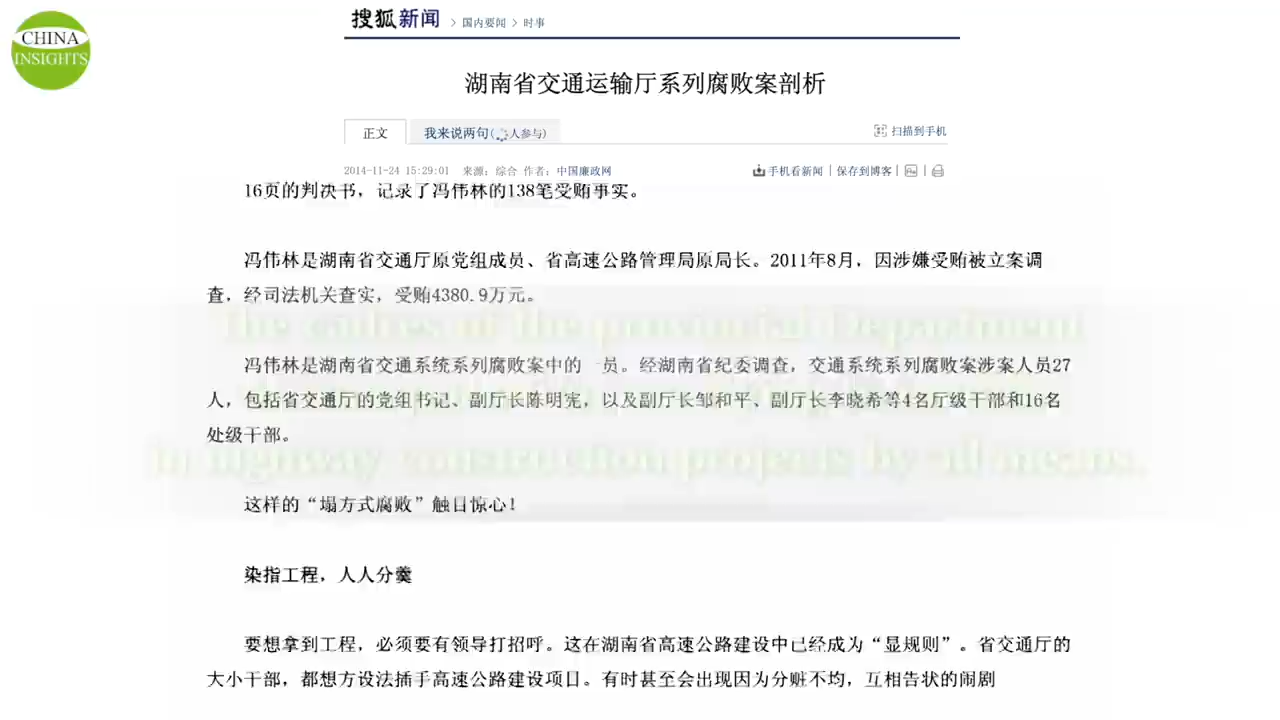 CHINA
INSIGHTS
搜狐新闻 > 国内要闻 > 时事
湖南省交通运输厅系列腐败案剖析
正文 我来说两句(人参与) 扫描到手机
2014-11-24 15:29:01 来源：综合 作者：中国廉政网 手机看新闻 | 保存到博客 |
16页的判决书，记录了冯伟林的138笔受贿事实。
冯伟林是湖南省交通厅原党组成员、省高速公路管理局原局长。2011年8月，因涉嫌受贿被立案调
查，经司法机关查实，受贿4380.9万元。
The cadres of the provincial Department
冯伟林是湖南省交通系统系列腐败案中的一员。经湖南省纪委调查，交通系统系列腐败案涉案人员27
人，包括省交通厅的党组书记、副厅长陈明宪，以及副厅长邹和平、副厅长李晓希等4名厅级干部和16名
处级干部。
in highway construction projects by all means.
这样的“塌方式腐败”触目惊心！
染指工程，人人分羹
要想拿到工程，必须要有领导打招呼。这在湖南省高速公路建设中已经成为“显规则”。省交通厅的
大小干部，都想方设法插手高速公路建设项目。有时甚至会出现因为分赃不均，互相告状的闹剧